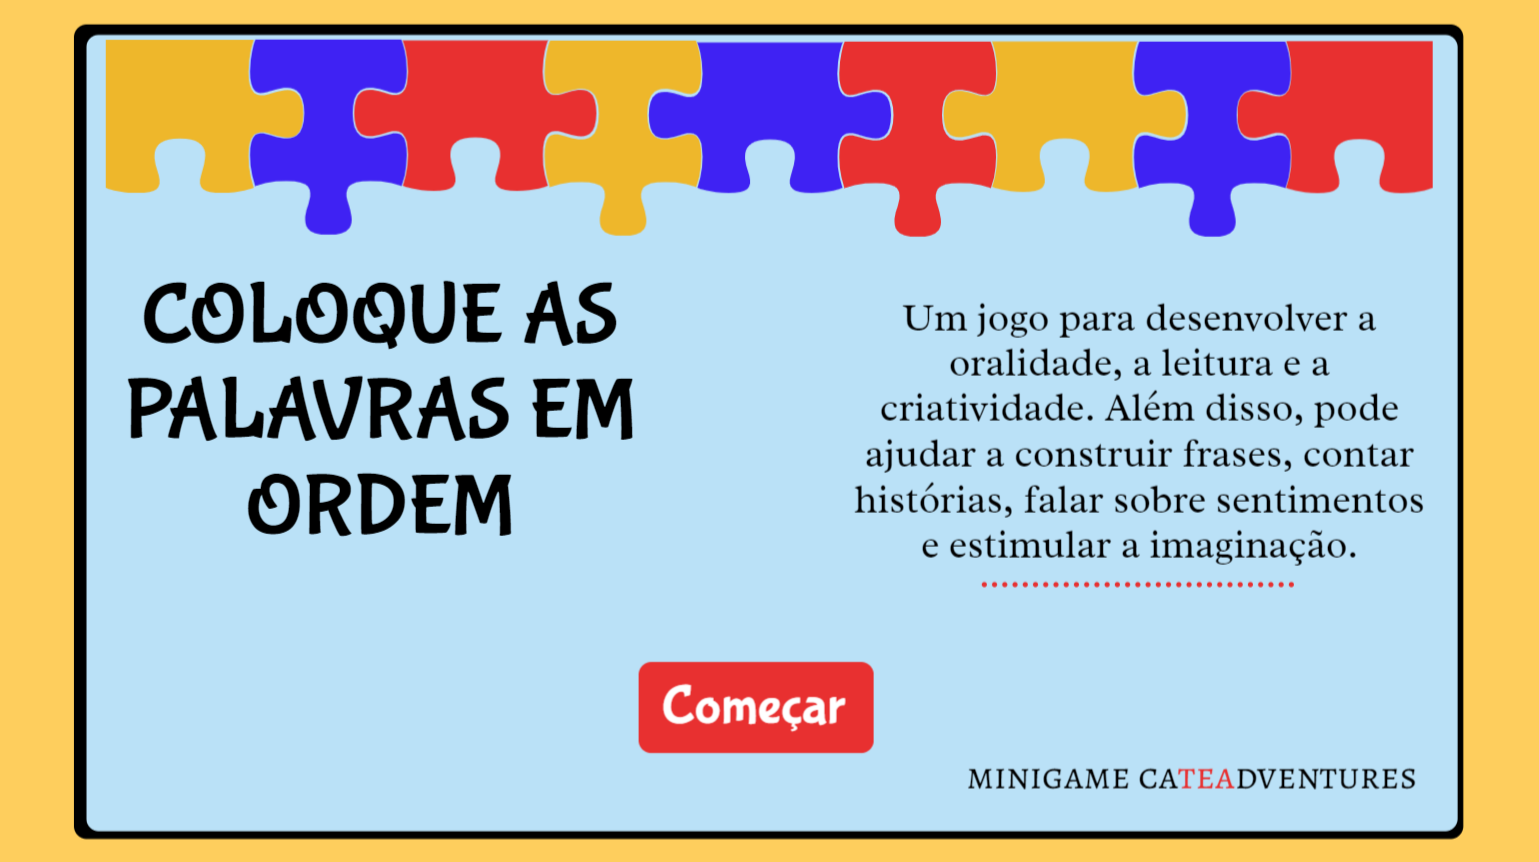 COLOQUE AS
PALAVRAS EM
ORDEM
Um jogo para desenvolver a
oralidade, a leitura e a
criatividade. Além disso, pode
ajudar a construir frases, contar
histórias, falar sobre sentimentos
e estimular a imaginação.
Começar
MINIGAME CATEADVENTURES